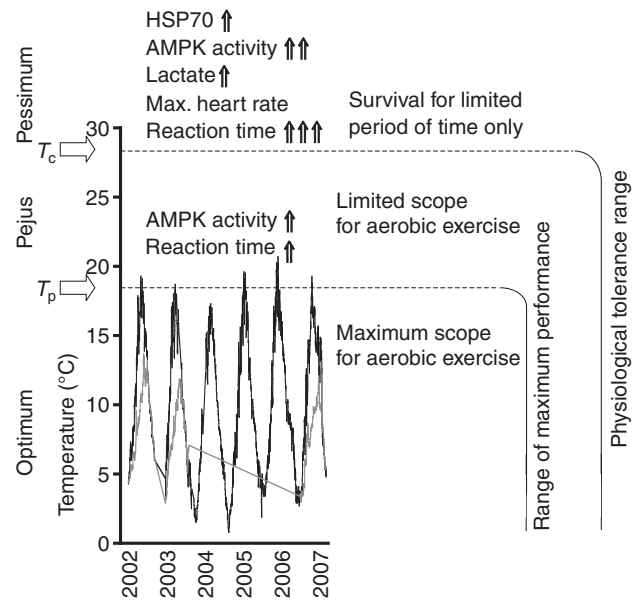 HSP70 ⇑
AMPK activity ⇑⇑
Lactate ⇑
Max. heart rate
Reaction time ⇑⇑⇑
Survival for limited
period of time only
Pessimum
Tc
30
25
Pejus
AMPK activity ⇑
Reaction time ⇑
Limited scope
for aerobic exercise
20
Tp
15
Maximum scope
for aerobic exercise
10
Optimum
Temperature (°C)
5
0
2002
2003
2004
2005
2006
2007
Range of maximum performance
Physiological tolerance range